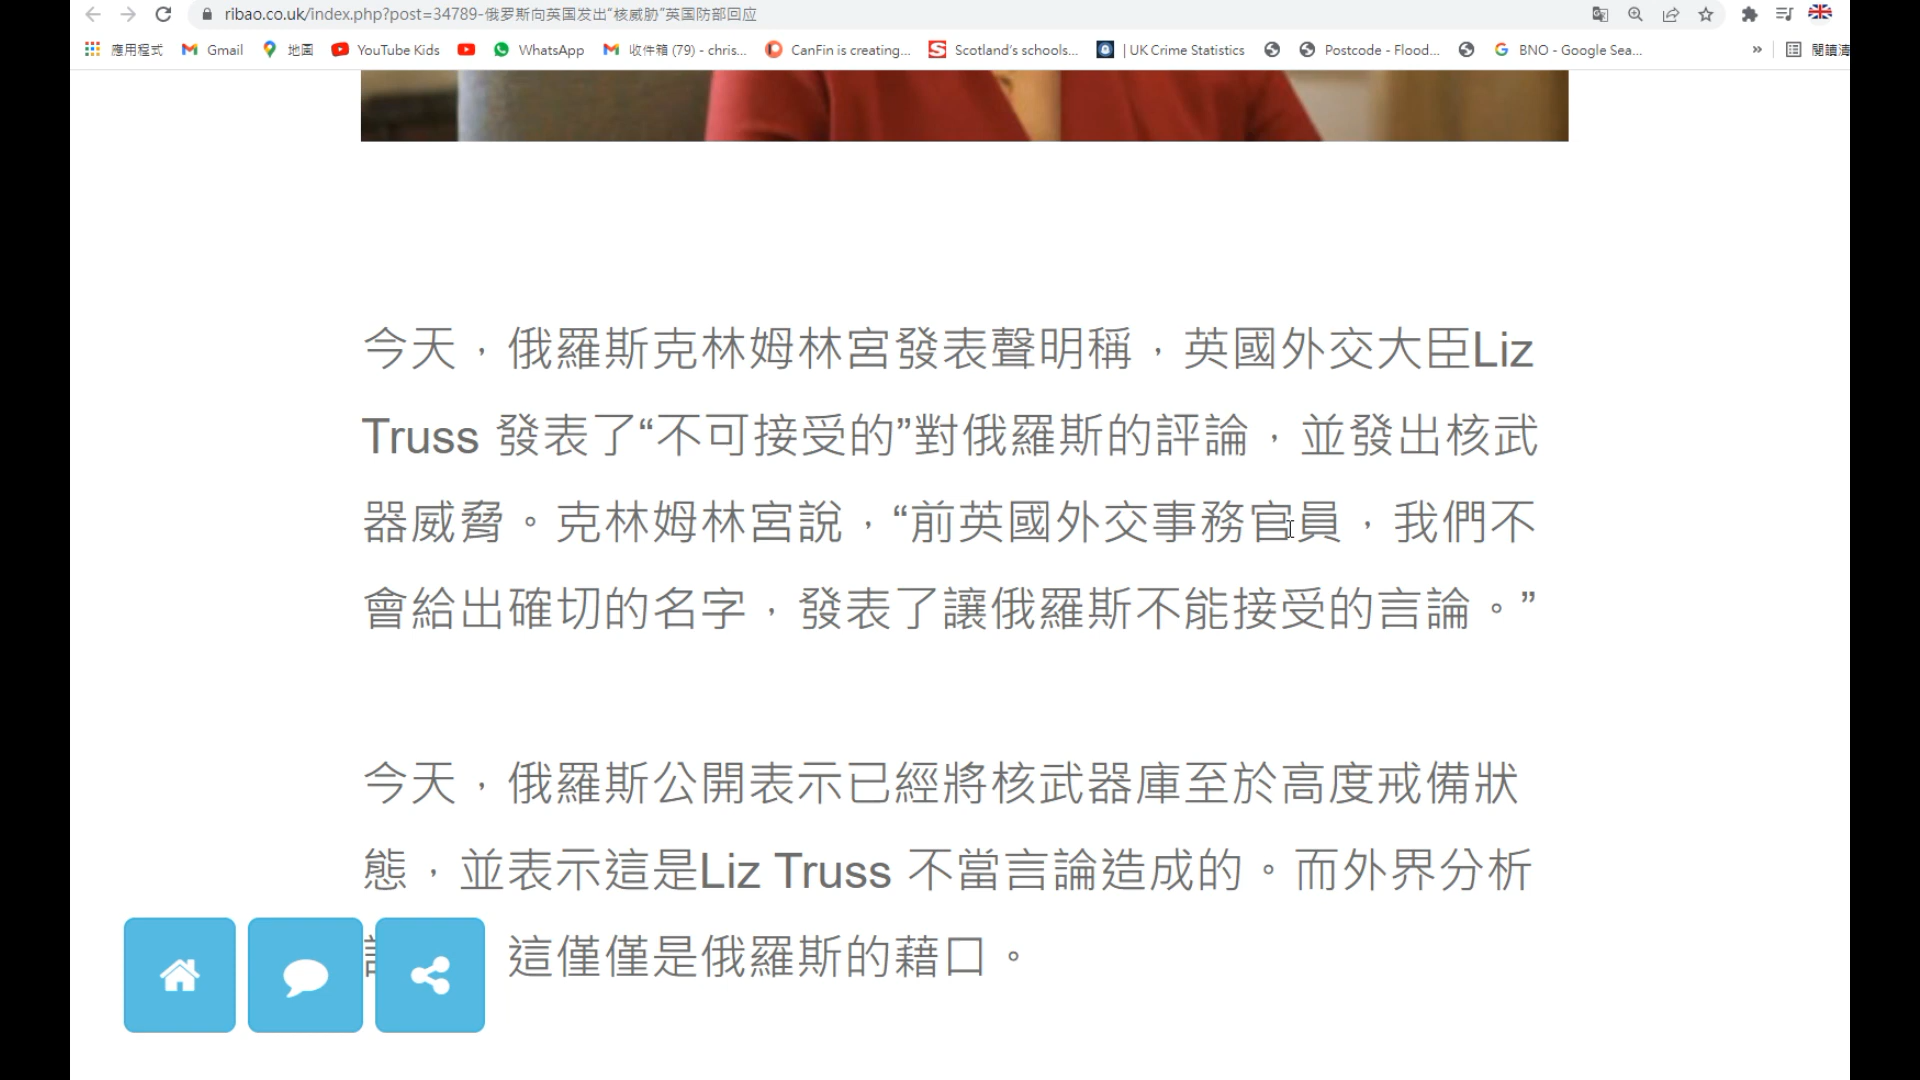 ribao.co.uk/index.php?post=34789-俄罗斯向英国发出“核威胁”英国防部回应
應用程式 Gmail 地圖 YouTube Kids WhatsApp 收件箱 (79) - chris... CanFin is creating... Scotland's schools... | UK Crime Statistics Postcode - Flood... BNO - Google Sea... » 閱讀清
今天，俄羅斯克林姆林宮發表聲明稱，英國外交大臣Liz
Truss 發表了“不可接受的”對俄羅斯的評論，並發出核武
器威脅。克林姆林宮說，“前英國外交事務官員，我們不
會給出確切的名字，發表了讓俄羅斯不能接受的言論。”
今天，俄羅斯公開表示已經將核武器庫至於高度戒備狀
態，並表示這是Liz Truss 不當言論造成的。而外界分析
這僅僅是俄羅斯的藉口。